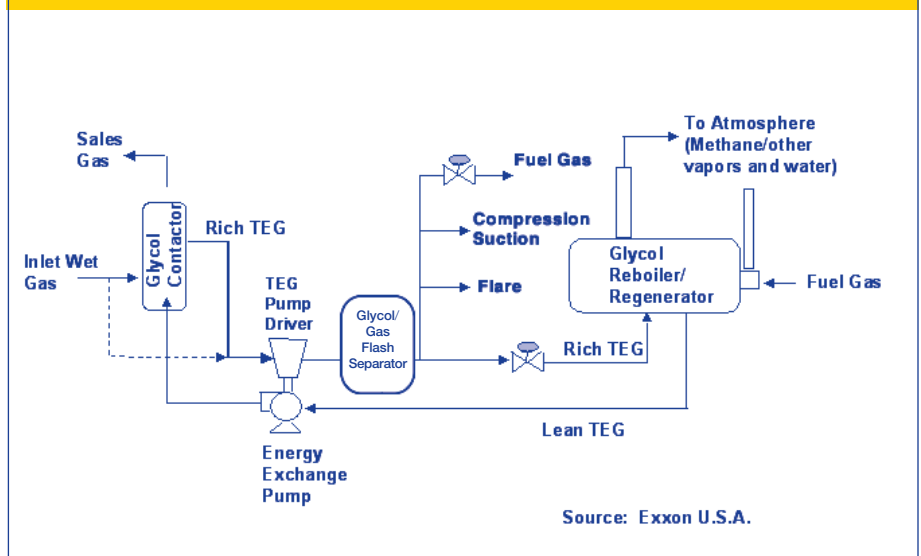 Sales
Gas
Inlet Wet
Gas
Glycol
Contactor
Rich TEG
TEG
Pump
Driver
Glycol/
Gas
Flash
Separator
Energy
Exchange
Pump
Fuel Gas
Compression
Suction
Flare
Rich TEG
Lean TEG
To Atmosphere
(Methane/other
vapors and water)
Glycol
Reboiler/
Regenerator
Fuel Gas
Source: Exxon U.S.A.